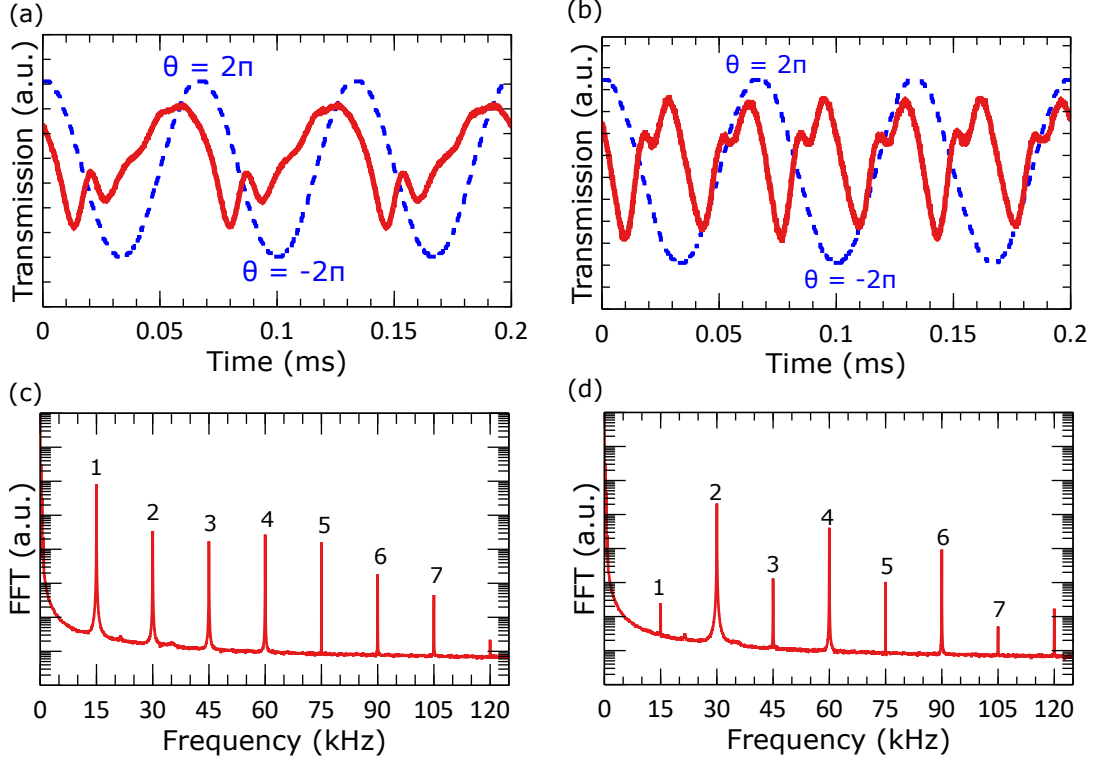 (a)
Transmission (a.u.)
θ = 2π
θ = -2π
0 0.05 0.1 0.15 0.2
Time (ms)
(b)
Transmission (a.u.)
θ = 2π
θ = -2π
0 0.05 0.1 0.15 0.2
Time (ms)
(c)
FFT (a.u.)
1 2 3 4 5 6 7
0 15 30 45 60 75 90 105 120
Frequency (kHz)
(d)
FFT (a.u.)
1 2 3 4 5 6 7
0 15 30 45 60 75 90 105 120
Frequency (kHz)